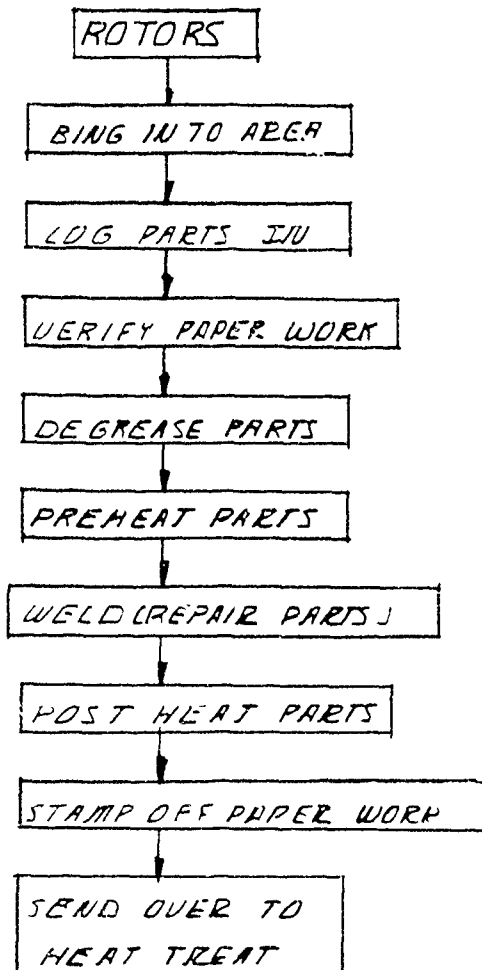 ROTORS
BING IN TO AREA
LOG PARTS IN
VERIFY PAPER WORK
DEGREASE PARTS
PREHEAT PARTS
WELD (REPAIR PARTS)
POST HEAT PARTS
STAMP OFF PAPER WORK
SEND OVER TO
HEAT TREAT